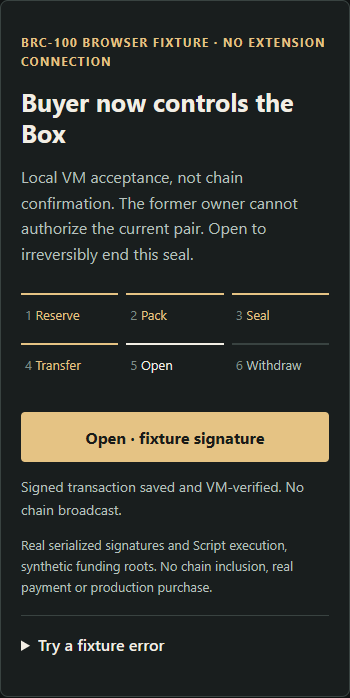 BRC-100 BROWSER FIXTURE · NO EXTENSION
CONNECTION
Buyer now controls the
Box
Local VM acceptance, not chain
confirmation. The former owner cannot
authorize the current pair. Open to
irreversibly end this seal.
1 Reserve
2 Pack
3 Seal
4 Transfer
5 Open
6 Withdraw
Open · fixture signature
Signed transaction saved and VM-verified. No
chain broadcast.
Real serialized signatures and Script execution,
synthetic funding roots. No chain inclusion, real
payment or production purchase.
Try a fixture error